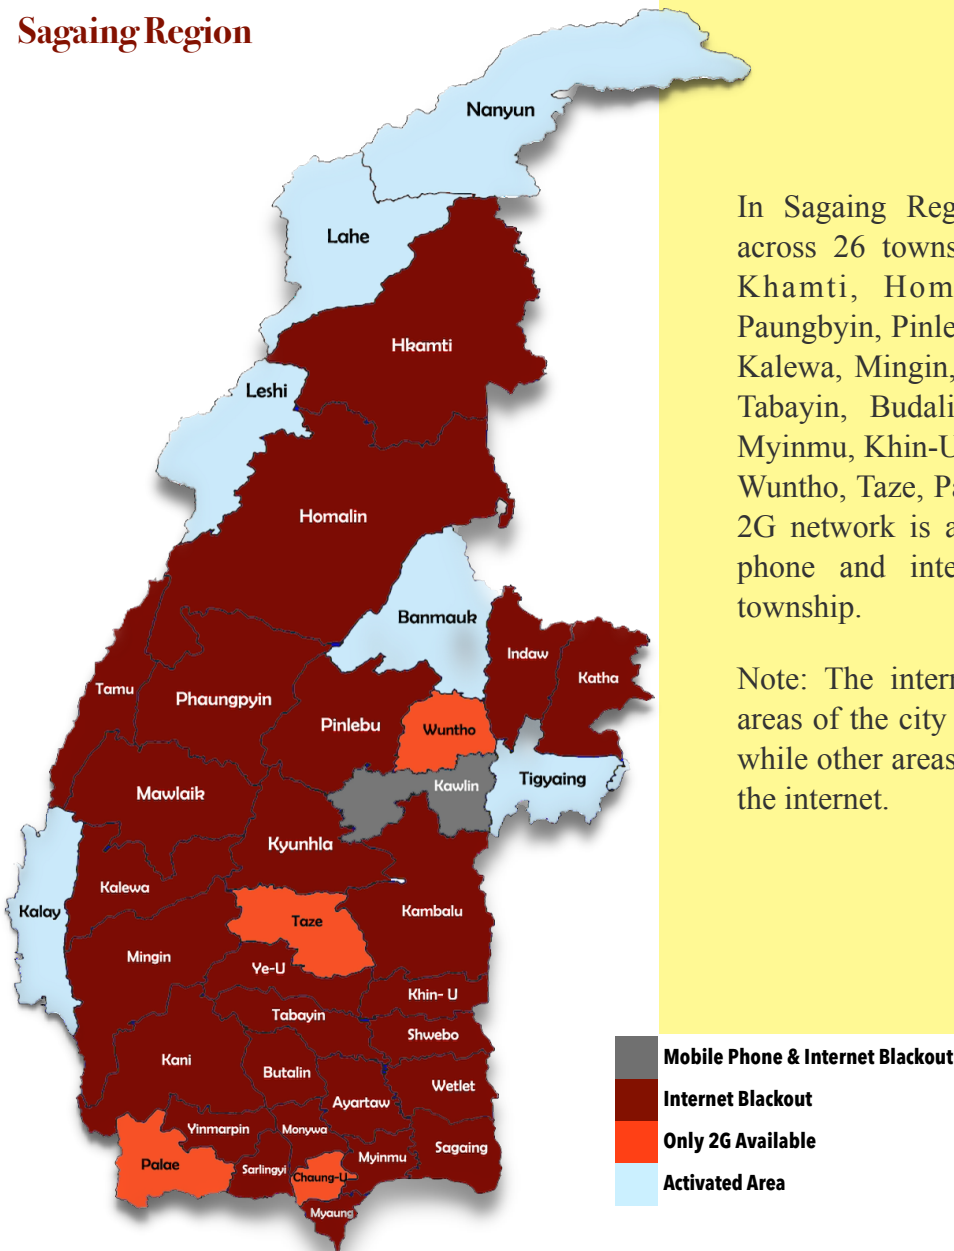 Sagaing Region
Nanyun
Lahe
Hkamti
Leshi
Homalin
Banmauk
Indaw
Katha
Tamu
Phaungpyin
Pinlebu
Wuntho
Tigyaing
Kawlin
Mawlaik
Kyunhla
Kalewa
Kalay
Kambalu
Taze
Mingin
Ye-U
Khin- U
Tabayin
Shwebo
Kani
Butalin
Wetlet
Ayartaw
Yinmarpin
Monywa
Sagaing
Myinmu
Palae
Sarlingyi
Chaung-U
Myaung
In Sagaing Reg
across 26 towns
Khamti, Hom
Paungbyin, Pinle
Kalewa, Mingin,
Tabayin, Budali
Myinmu, Khin-U
Wuntho, Taze, Pa
2G network is a
phone and inte
township.
Note: The intern
areas of the city
while other areas
the internet.
Mobile Phone & Internet Blackout
Internet Blackout
Only 2G Available
Activated Area